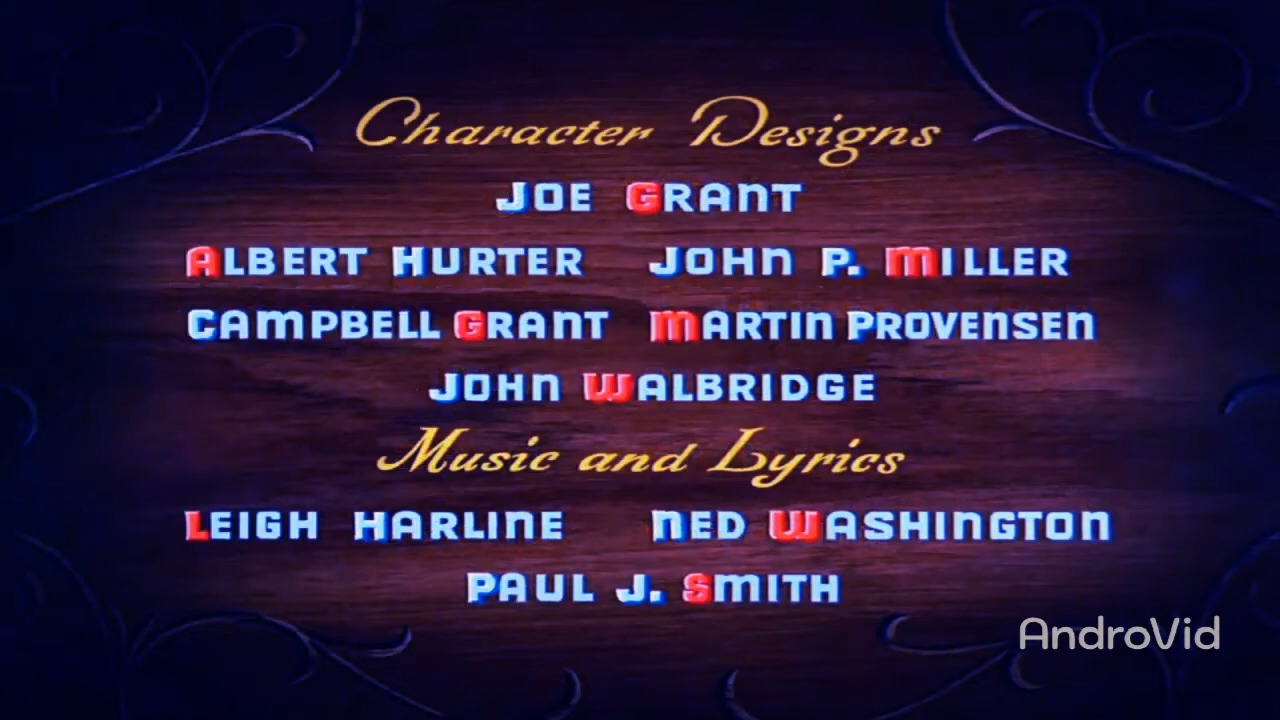 Character Designs
JOE GRANT
ALBERT HURTER JOHN P. MILLER
CAMPBELL GRANT MARTIN PROVENSEN
JOHN WALBRIDGE
Music and Lyrics
LEIGH HARLINE NED WASHINGTON
PAUL J. SMITH
AndroVid